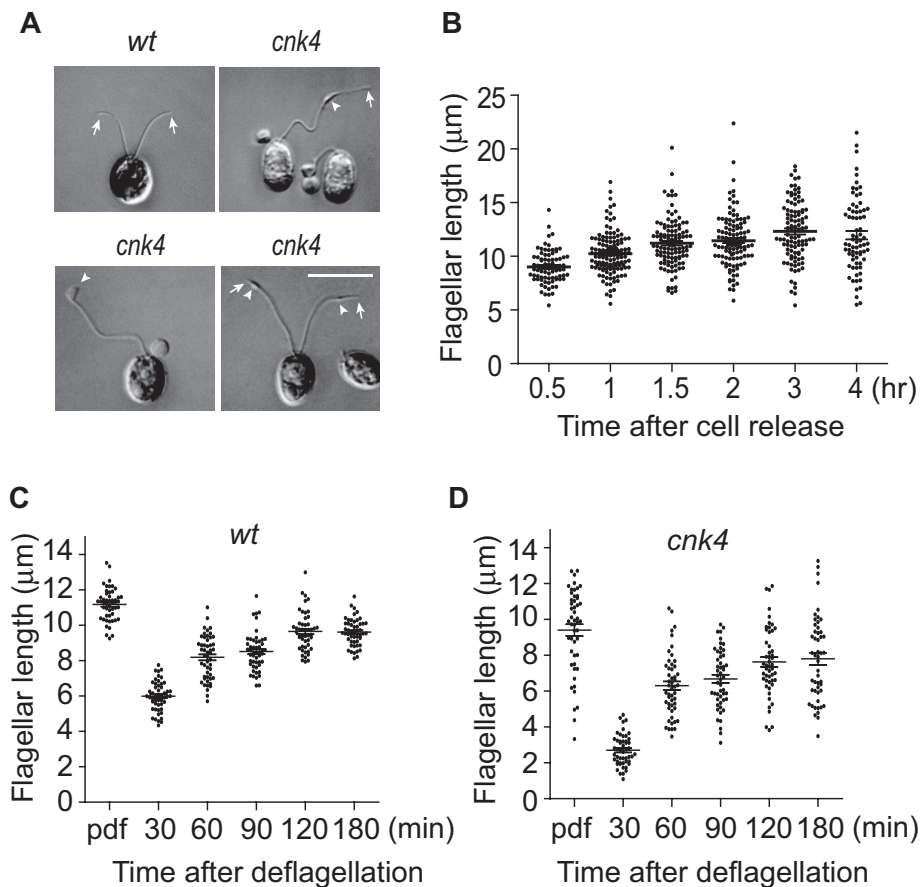 A
wt
cnk4
cnk4
cnk4
B
Flagellar length (μm)
25
20
15
10
5
0
0.5 1 1.5 2 3 4 (hr)
Time after cell release
C
wt
Flagellar length (μm)
14
12
10
8
6
4
2
0
pdf 30 60 90 120 180 (min)
Time after deflagellation
D
cnk4
Flagellar length (μm)
14
12
10
8
6
4
2
0
pdf 30 60 90 120 180 (min)
Time after deflagellation